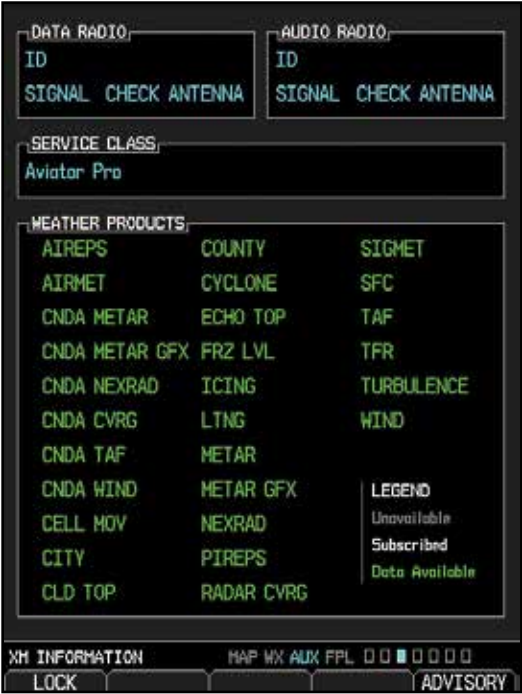 DATA RADIO
ID
SIGNAL CHECK ANTENNA
AUDIO RADIO
ID
SIGNAL CHECK ANTENNA
SERVICE CLASS
Aviator Pro
WEATHER PRODUCTS
AIREPS COUNTY SIGMET
AIRMET CYCLONE SFC
CNDA METAR ECHO TOP TAF
CNDA METAR GFX FRZ LVL TFR
CNDA NEXRAD ICING TURBULENCE
CNDA CVRG LTNG WIND
CNDA TAF METAR
CNDA WIND METAR GFX
CELL MOV NEXRAD
CITY PIREPS
CLD TOP RADAR CVRG
LEGEND
Unavailable
Subscribed
Data Available
XM INFORMATION MAP WX AUX FPL
LOCK ADVISORY